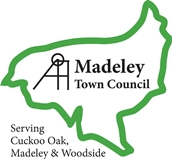 Madeley
Town Council
Serving
Cuckoo Oak,
Madeley & Woodside